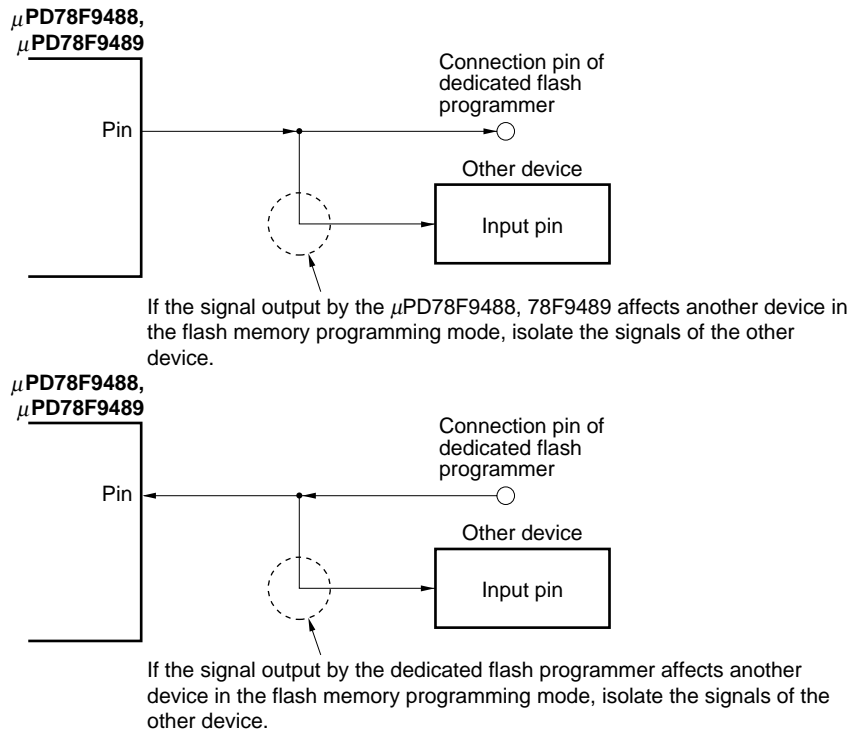 μPD78F9488,
μPD78F9489
Connection pin of
dedicated flash
programmer
Pin
Other device
Input pin
If the signal output by the μPD78F9488, 78F9489 affects another device in
the flash memory programming mode, isolate the signals of the other
device.
μPD78F9488,
μPD78F9489
Connection pin of
dedicated flash
programmer
Pin
Other device
Input pin
If the signal output by the dedicated flash programmer affects another
device in the flash memory programming mode, isolate the signals of the
other device.